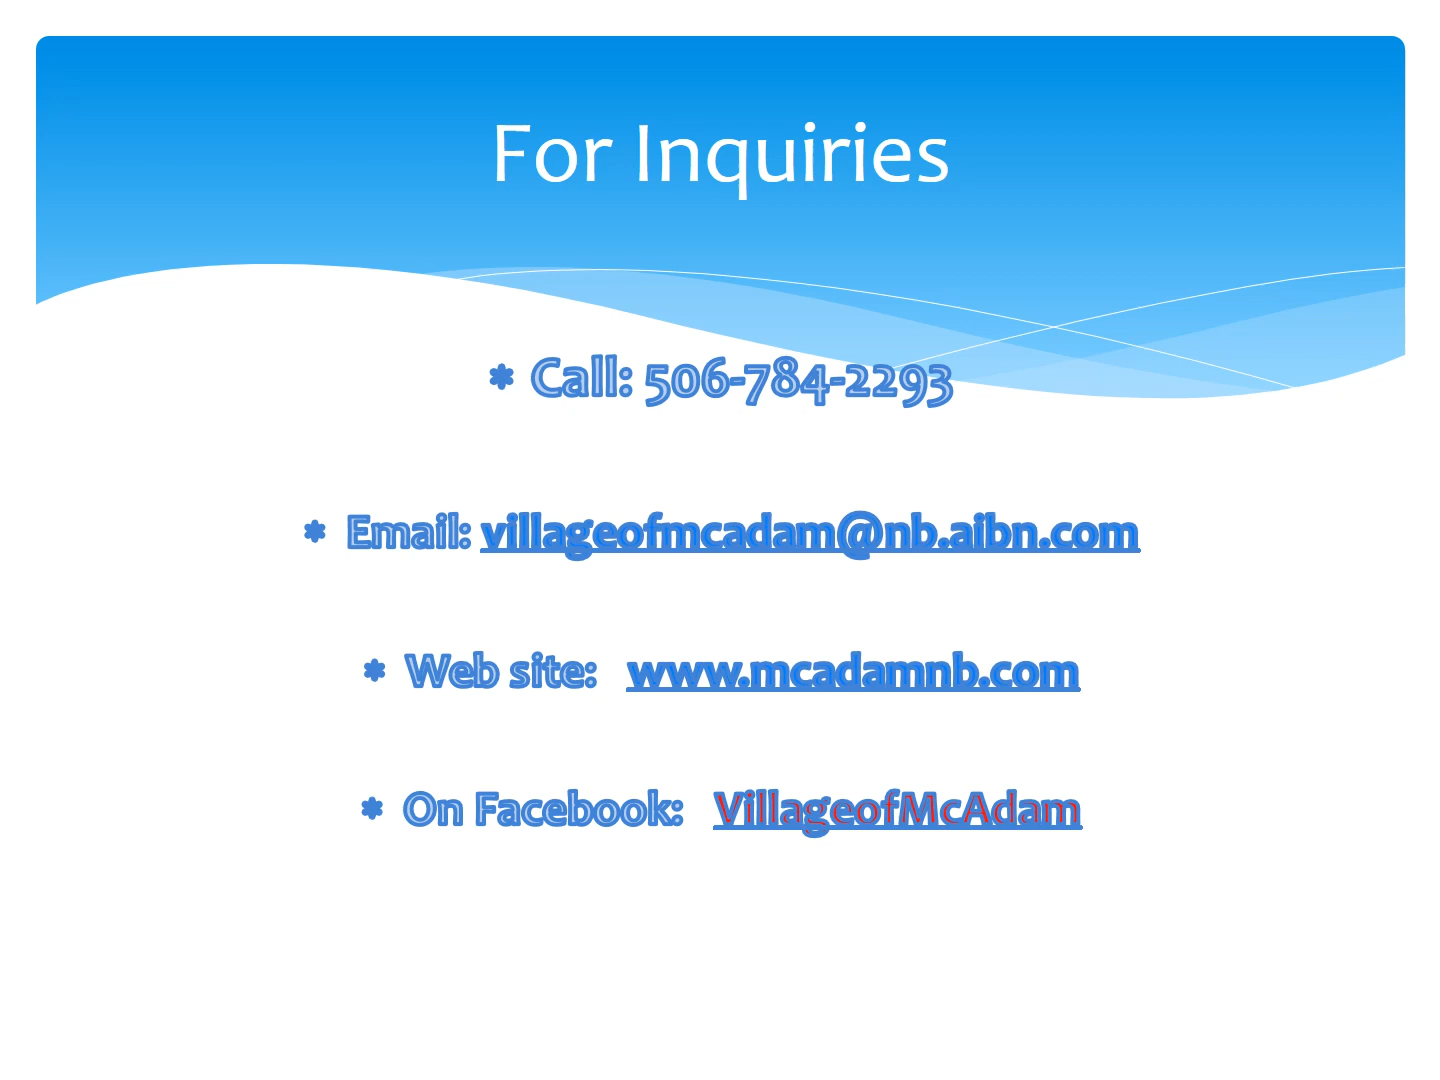 For Inquiries
* Call: 506-784-2293
* Email: villageofmcadam@nb.aibn.com
* Web site: www.mcadamnb.com
* On Facebook: VillageofMcAdam